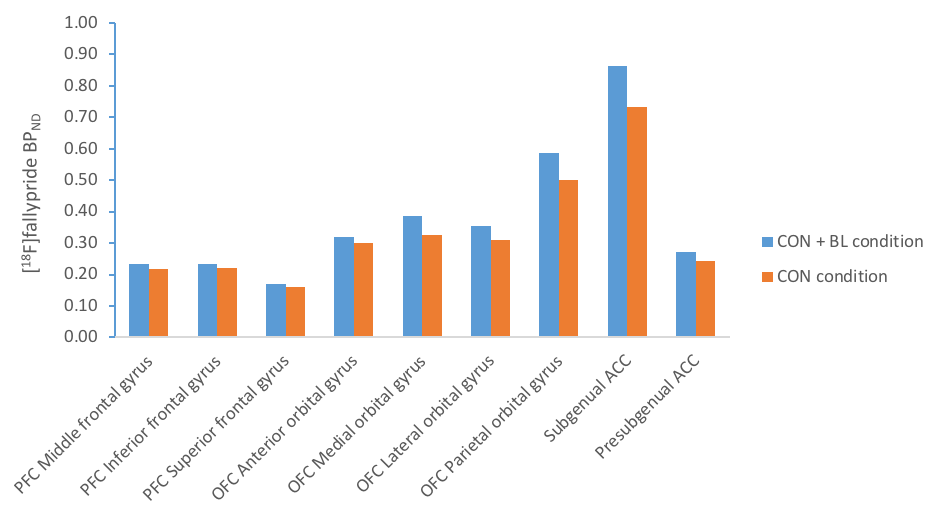 1.00
0.90
0.80
0.70
0.60
0.50
0.40
0.30
0.20
0.10
0.00
[18F]fallypride BPND
PFC Middle frontal gyrus
PFC Inferior frontal gyrus
PFC Superior frontal gyrus
OFC Anterior orbital gyrus
OFC Medial orbital gyrus
OFC Lateral orbital gyrus
OFC Parietal orbital gyrus
Subgenual ACC
Presubgenual ACC
CON + BL condition
CON condition